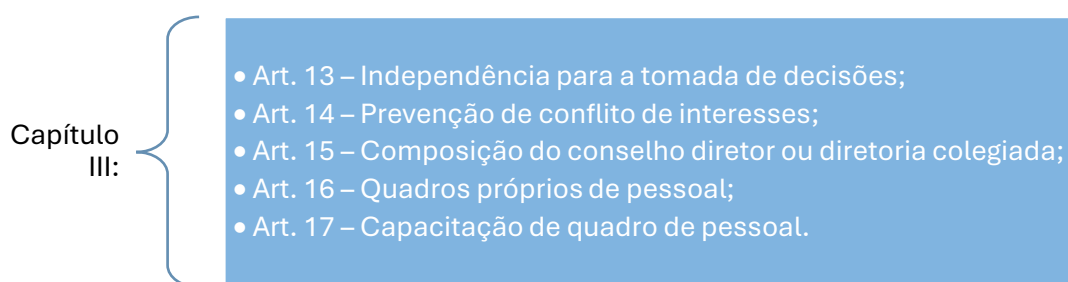 Capítulo
III:
• Art. 13 – Independência para a tomada de decisões;
• Art. 14 – Prevenção de conflito de interesses;
• Art. 15 – Composição do conselho diretor ou diretoria colegiada;
• Art. 16 – Quadros próprios de pessoal;
• Art. 17 – Capacitação de quadro de pessoal.